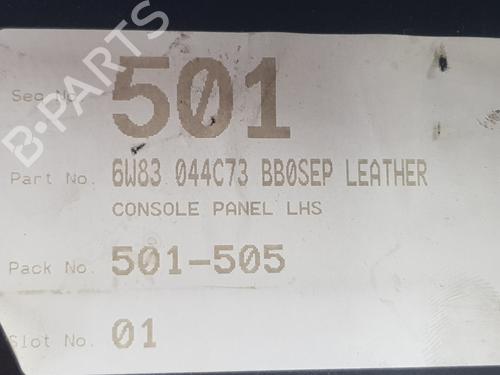 B-PARTS
Seq No. 501
Part No. 6W83 044C73 BB0SEP LEATHER
CONSOLE PANEL LHS
Pack No. 501-505
Slot No. 01